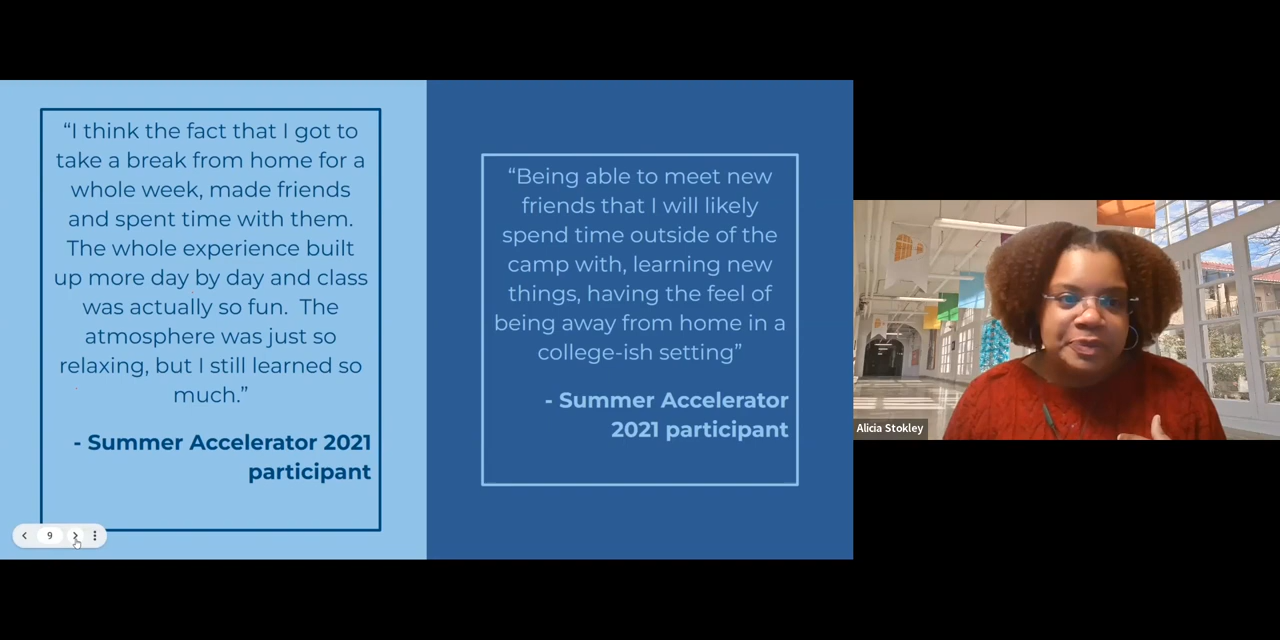 “I think the fact that I got to
take a break from home for a
whole week, made friends
and spent time with them.
The whole experience built
up more day by day and class
was actually so fun.  The
atmosphere was just so
relaxing, but I still learned so
much.”
- Summer Accelerator 2021
participant
“Being able to meet new
friends that I will likely
spend time outside of the
camp with, learning new
things, having the feel of
being away from home in a
college-ish setting”
- Summer Accelerator
2021 participant
9
Alicia Stokley